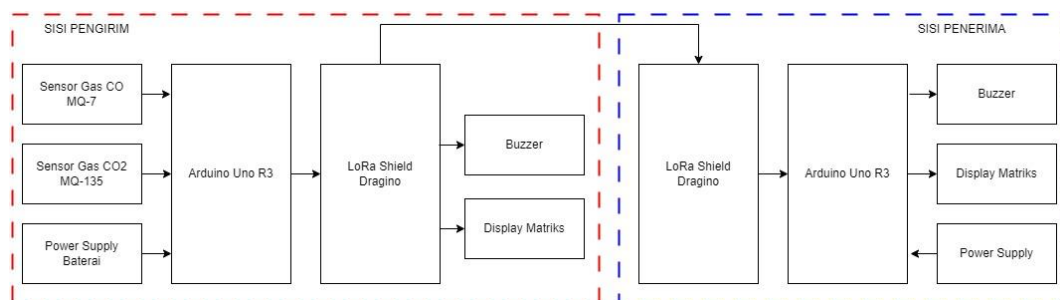 SISI PENGIRIM
Sensor Gas CO
MQ-7
Sensor Gas CO2
MQ-135
Power Supply
Baterai
Arduino Uno R3
LoRa Shield
Dragino
Buzzer
Display Matriks
SISI PENERIMA
LoRa Shield
Dragino
Arduino Uno R3
Buzzer
Display Matriks
Power Supply